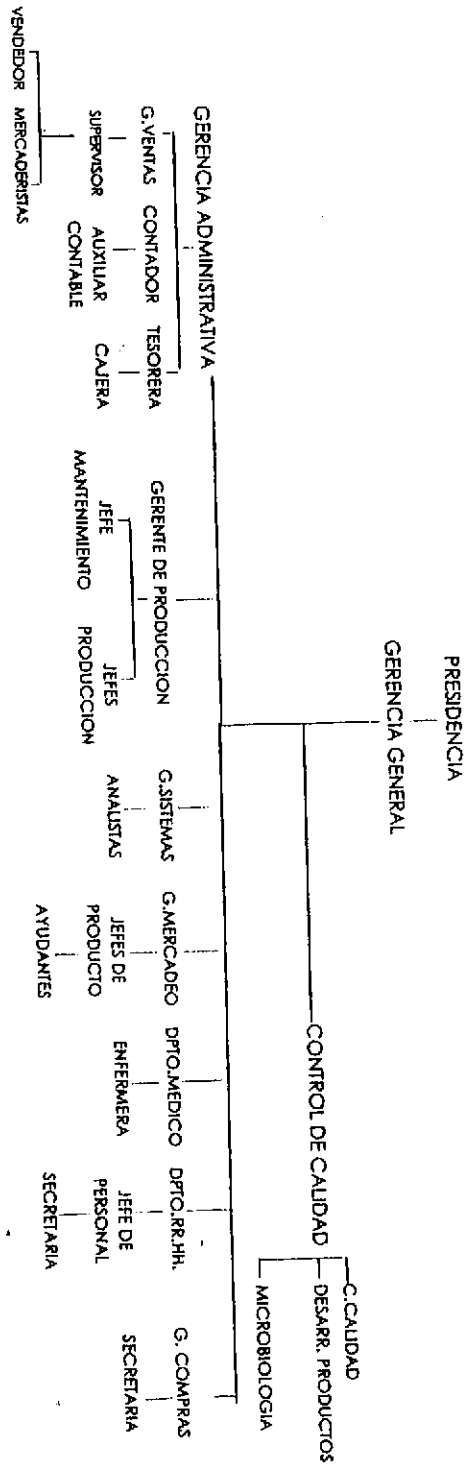 PRESIDENCIA
GERENCIA GENERAL
CONTROL DE CALIDAD
C.CALIDAD
DESARR. PRODUCTOS
MICROBIOLOGIA
GERENCIA ADMINISTRATIVA
G.VENTAS
CONTADOR
TESORERA
SUPERVISOR
AUXILIAR
CONTABLE
CAJERA
VENDEDOR
MERCADERISTAS
GERENTE DE PRODUCCION
JEFE
MANTENIMIENTO
JEFES
PRODUCCION
G.SISTEMAS
ANALISTAS
G.MERCADEO
JEFES DE
PRODUCTO
AYUDANTES
DPTO.MEDICO
ENFERMERA
DPTO.RR.HH.
JEFE DE
PERSONAL
SECRETARIA
G. COMPRAS
SECRETARIA